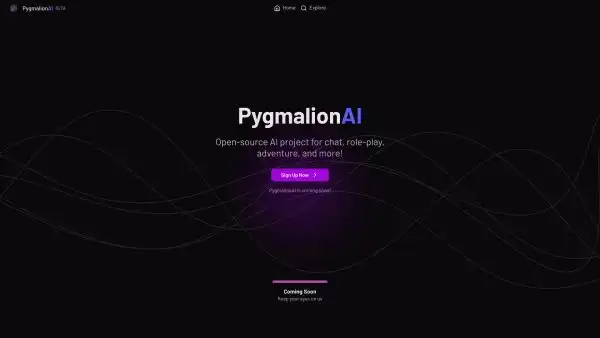 PygmalionAI BETA
Home
Explore
PygmalionAI
Open-source AI project for chat, role-play,
adventure, and more!
Sign Up Now
PygmalionAI is coming soon!
Coming Soon
Keep your eyes on us